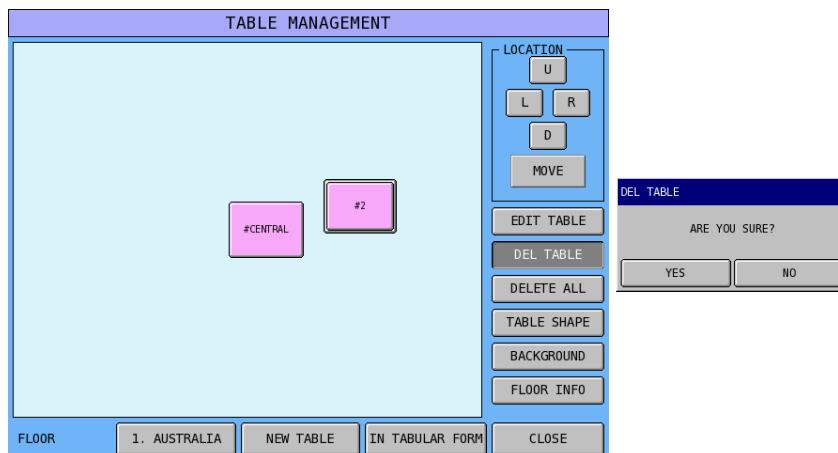 TABLE MANAGEMENT
LOCATION
U
L R
D
MOVE
#2
#CENTRAL
EDIT TABLE
DEL TABLE
DELETE ALL
TABLE SHAPE
BACKGROUND
FLOOR INFO
FLOOR 1. AUSTRALIA NEW TABLE IN TABULAR FORM CLOSE
DEL TABLE
ARE YOU SURE?
YES NO